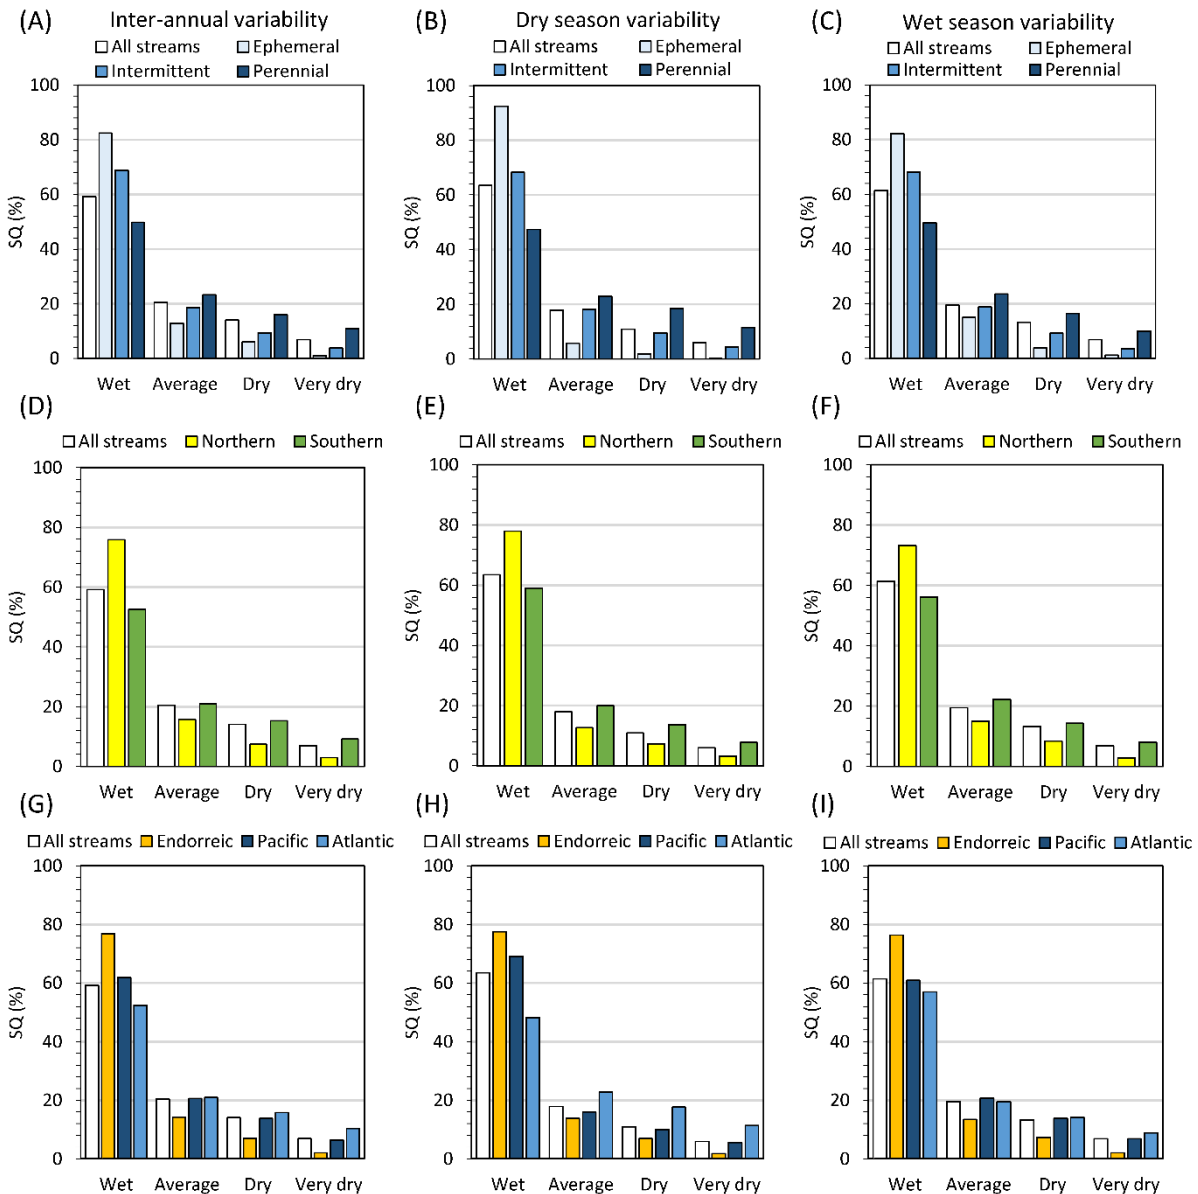 (A) Inter-annual variability
All streams Ephemeral
Intermittent Perennial
100
80
60
40
20
0
SQ (%)
Wet Average Dry Very dry
(B) Dry season variability
All streams Ephemeral
Intermittent Perennial
100
80
60
40
20
0
SQ (%)
Wet Average Dry Very dry
(C) Wet season variability
All streams Ephemeral
Intermittent Perennial
100
80
60
40
20
0
SQ (%)
Wet Average Dry Very dry
(D)
All streams Northern Southern
100
80
60
40
20
0
SQ (%)
Wet Average Dry Very dry
(E)
All streams Northern Southern
100
80
60
40
20
0
SQ (%)
Wet Average Dry Very dry
(F)
All streams Northern Southern
100
80
60
40
20
0
SQ (%)
Wet Average Dry Very dry
(G)
All streams Endorreic Pacific Atlantic
100
80
60
40
20
0
SQ (%)
Wet Average Dry Very dry
(H)
All streams Endorreic Pacific Atlantic
100
80
60
40
20
0
SQ (%)
Wet Average Dry Very dry
(I)
All streams Endorreic Pacific Atlantic
100
80
60
40
20
0
SQ (%)
Wet Average Dry Very dry